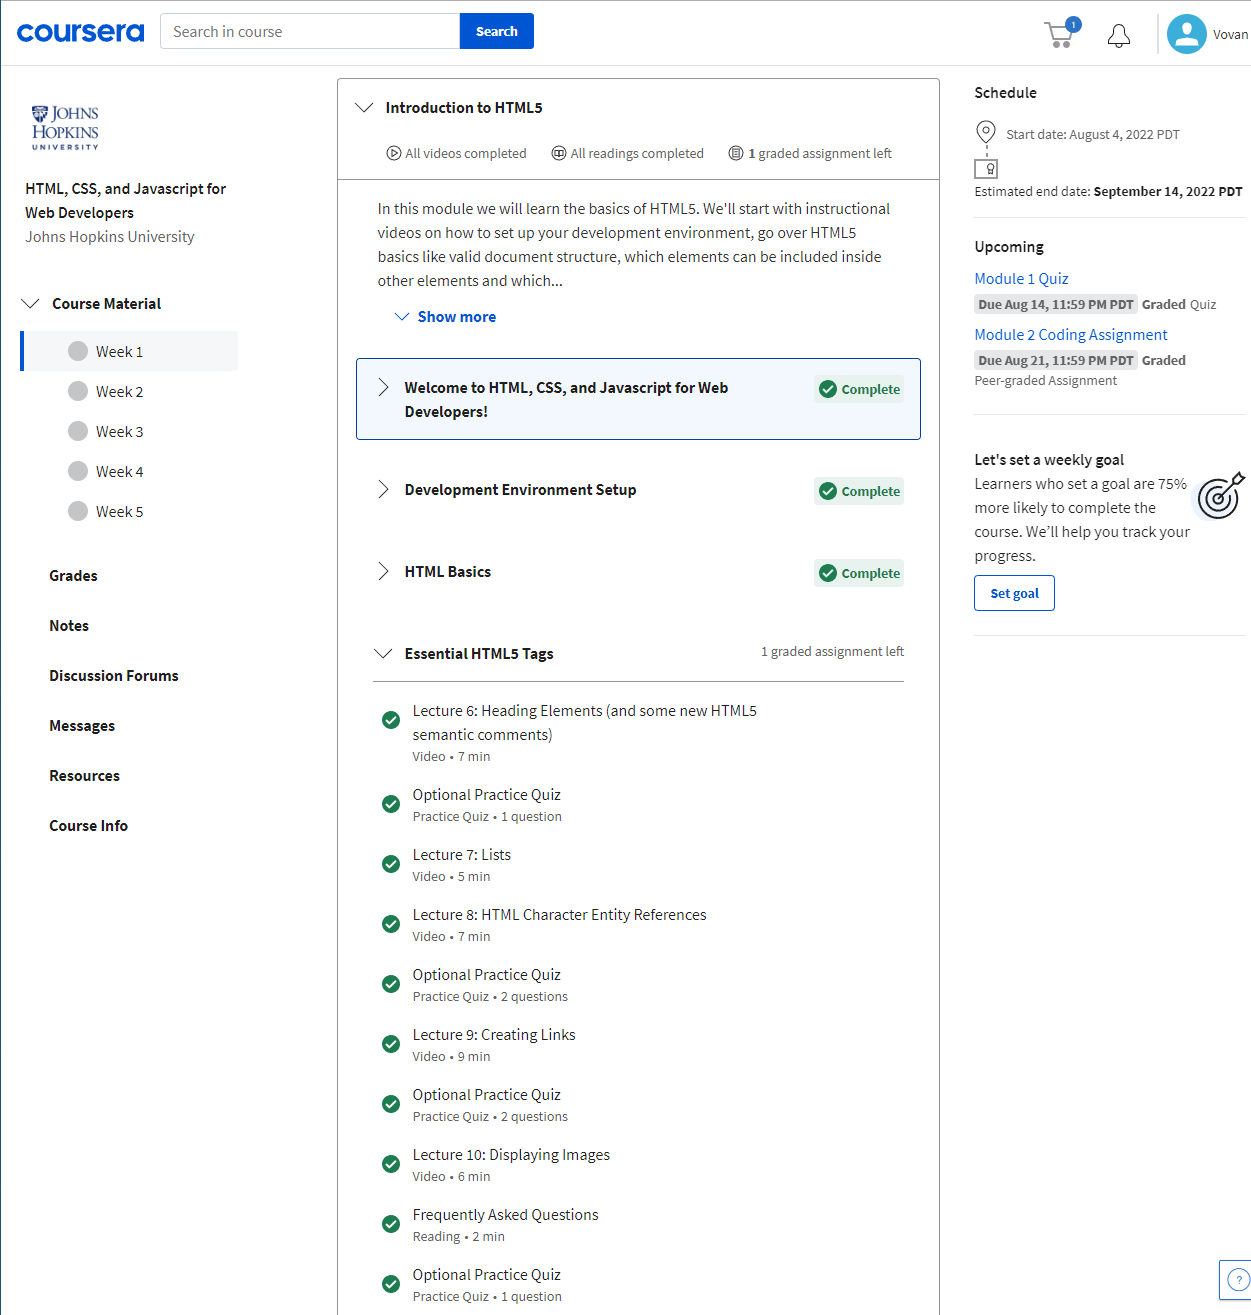 coursera
Search in course
Search
1
Vovan
JOHNS
HOPKINS
UNIVERSITY
HTML, CSS, and Javascript for
Web Developers
Johns Hopkins University
Course Material
Week 1
Week 2
Week 3
Week 4
Week 5
Grades
Notes
Discussion Forums
Messages
Resources
Course Info
Introduction to HTML5
All videos completed
All readings completed
1 graded assignment left
In this module we will learn the basics of HTML5. We'll start with instructional
videos on how to set up your development environment, go over HTML5
basics like valid document structure, which elements can be included inside
other elements and which...
Show more
Welcome to HTML, CSS, and Javascript for Web
Developers!
Complete
Development Environment Setup
Complete
HTML Basics
Complete
Essential HTML5 Tags
1 graded assignment left
Lecture 6: Heading Elements (and some new HTML5
semantic comments)
Video • 7 min
Optional Practice Quiz
Practice Quiz • 1 question
Lecture 7: Lists
Video • 5 min
Lecture 8: HTML Character Entity References
Video • 7 min
Optional Practice Quiz
Practice Quiz • 2 questions
Lecture 9: Creating Links
Video • 9 min
Optional Practice Quiz
Practice Quiz • 2 questions
Lecture 10: Displaying Images
Video • 6 min
Frequently Asked Questions
Reading • 2 min
Optional Practice Quiz
Practice Quiz • 1 question
Schedule
Start date: August 4, 2022 PDT
Estimated end date: September 14, 2022 PDT
Upcoming
Module 1 Quiz
Due Aug 14, 11:59 PM PDT Graded Quiz
Module 2 Coding Assignment
Due Aug 21, 11:59 PM PDT Graded
Peer-graded Assignment
Let's set a weekly goal
Learners who set a goal are 75%
more likely to complete the
course. We’ll help you track your
progress.
Set goal
?